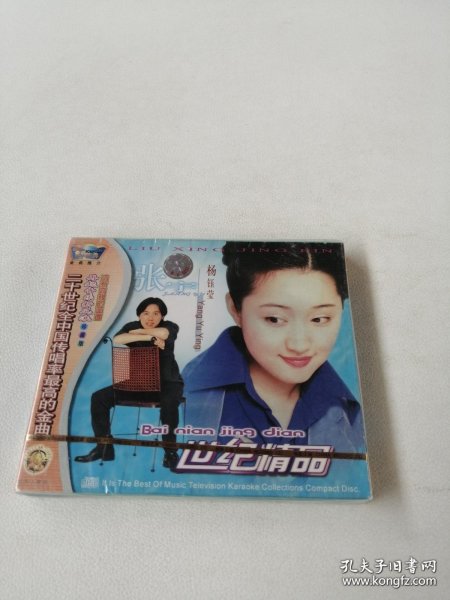 LIU XING JING PIN
张宇
杨钰莹
Yang Yu Ying
二十世纪全中国传唱率最高的金曲
Bai nian jing dian
世纪精品
It Is The Best Of Music Television Karaoke Collections Compact Disc.
孔夫子旧书网
www.kongfz.com